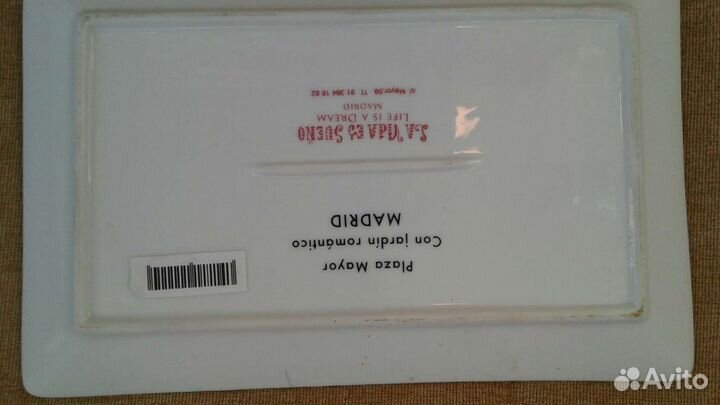 Plaza Mayor
Con jardín romántico
MADRID
LA VIDA ES SUEÑO
LIFE IS A DREAM
MADRID
c/ Mayor,59. Tf. 91 364 16 82
Avito